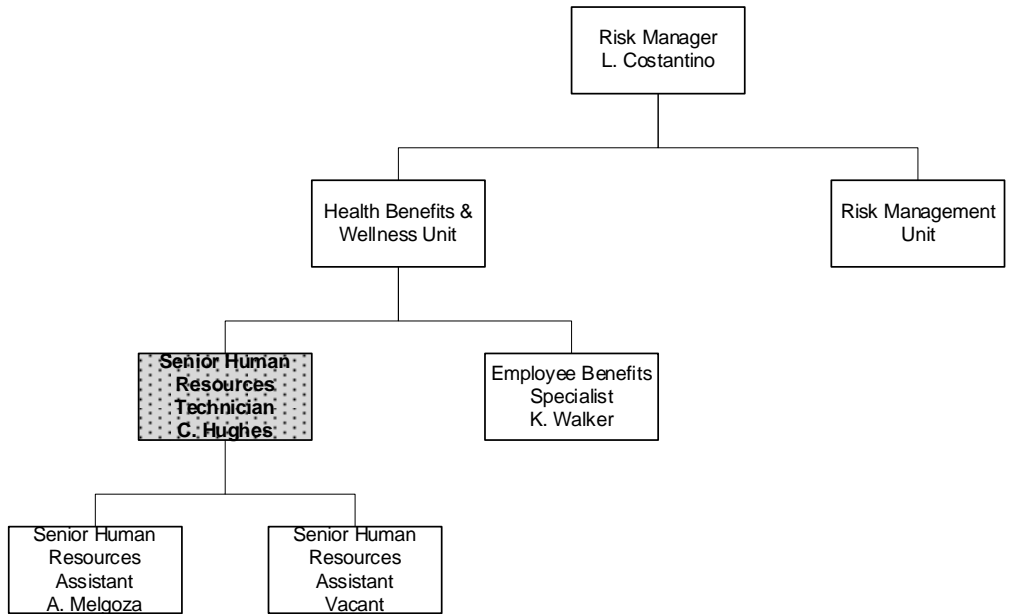 Risk Manager
L. Costantino
Health Benefits &
Wellness Unit
Risk Management
Unit
Senior Human
Resources
Technician
C. Hughes
Employee Benefits
Specialist
K. Walker
Senior Human
Resources
Assistant
A. Melgoza
Senior Human
Resources
Assistant
Vacant